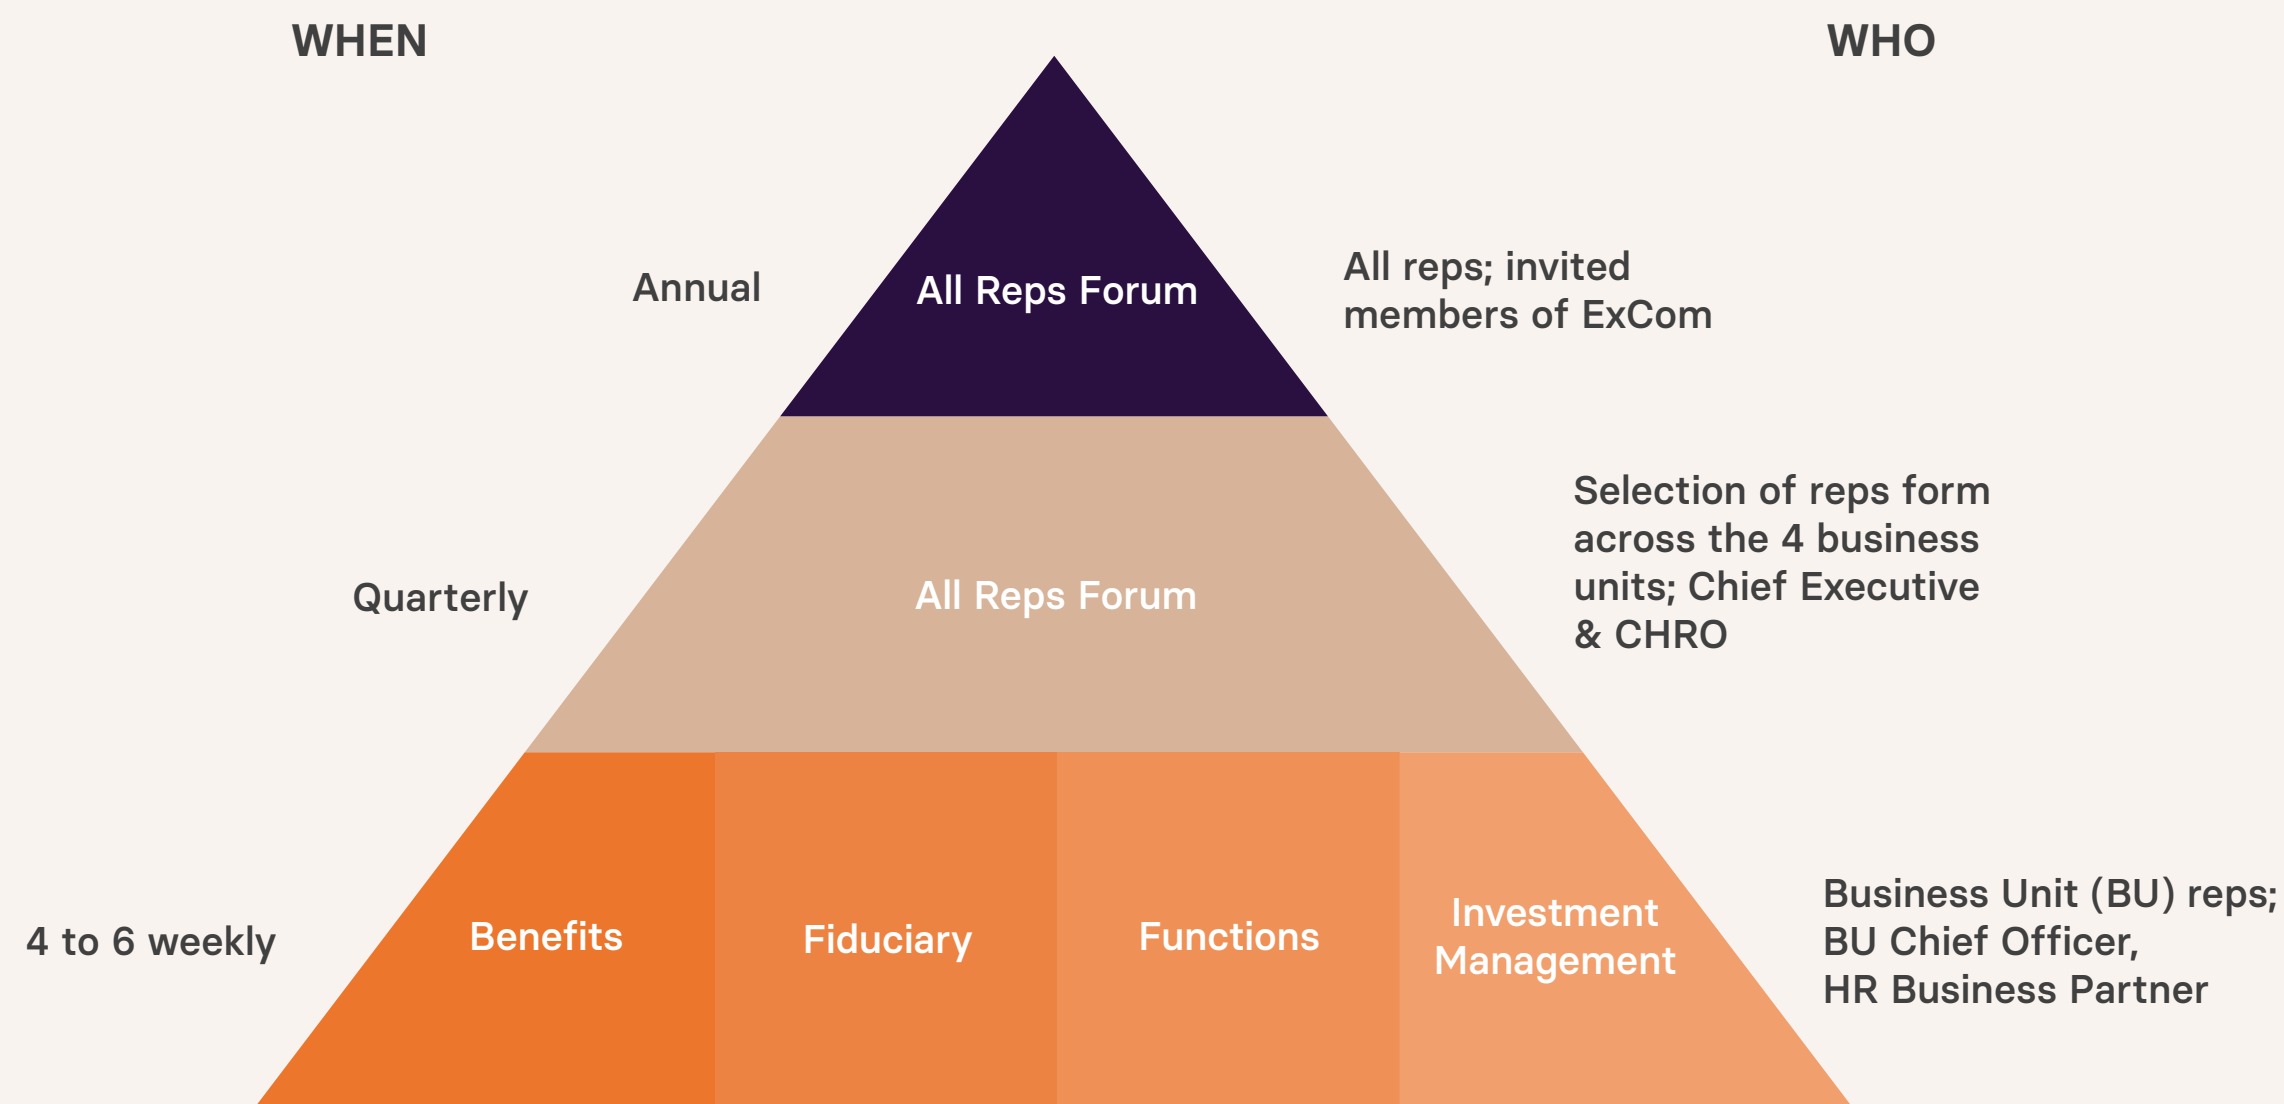 WHEN
WHO
Annual
All Reps Forum
All reps; invited
members of ExCom
Quarterly
All Reps Forum
Selection of reps form
across the 4 business
units; Chief Executive
& CHRO
4 to 6 weekly
Benefits
Fiduciary
Functions
Investment
Management
Business Unit (BU) reps;
BU Chief Officer,
HR Business Partner